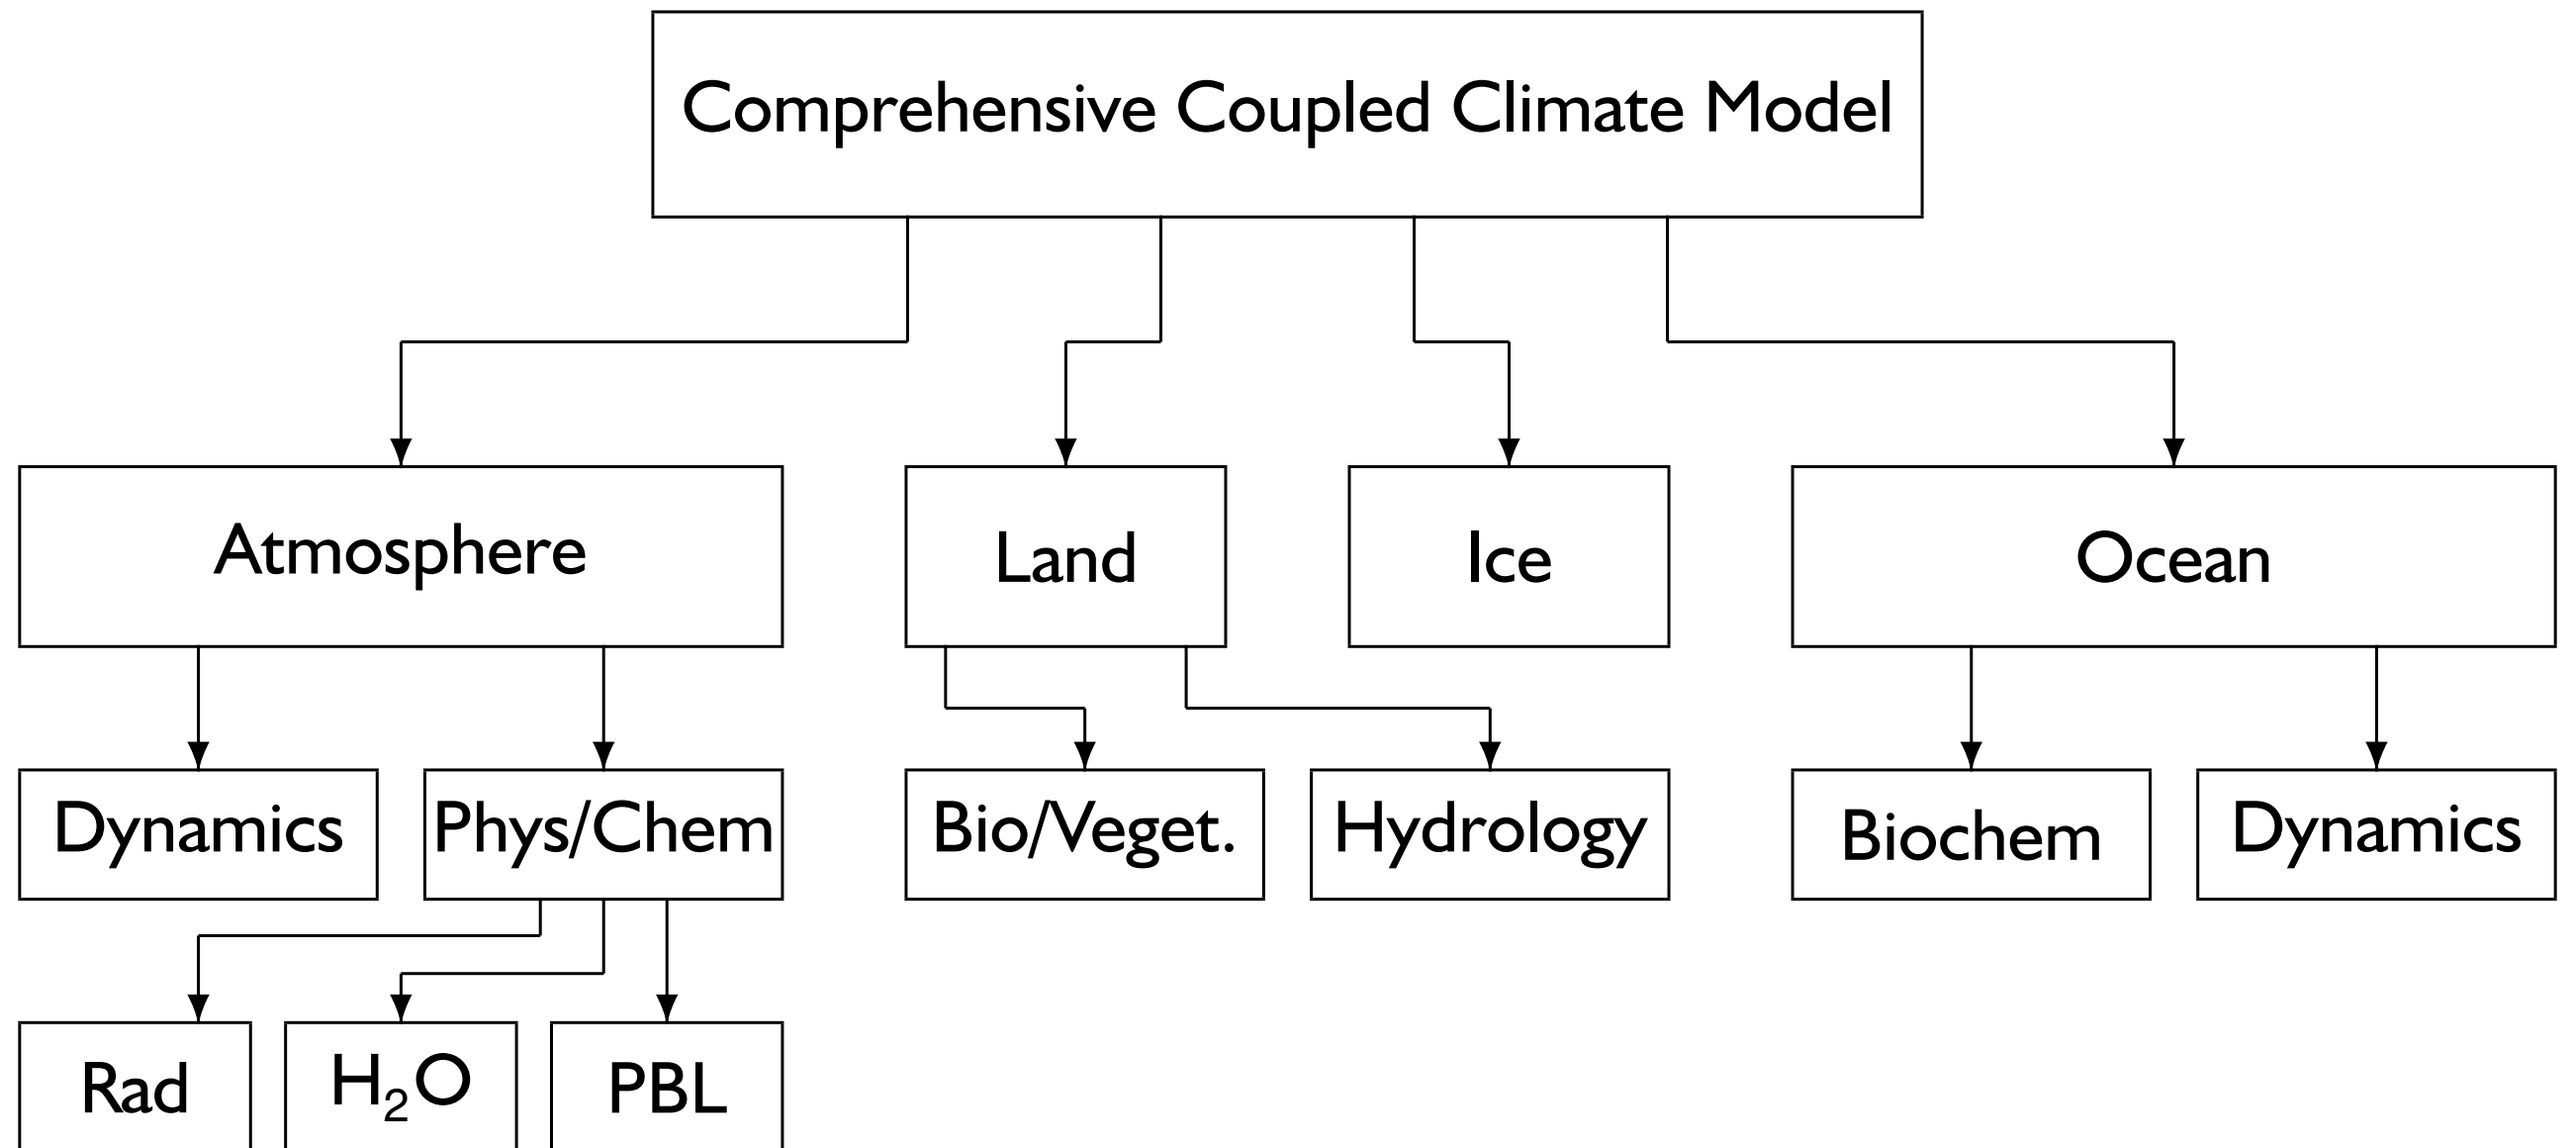 Comprehensive Coupled Climate Model
Atmosphere
Land
Ice
Ocean
Dynamics
Phys/Chem
Bio/Veget.
Hydrology
Biochem
Dynamics
Rad
H₂O
PBL